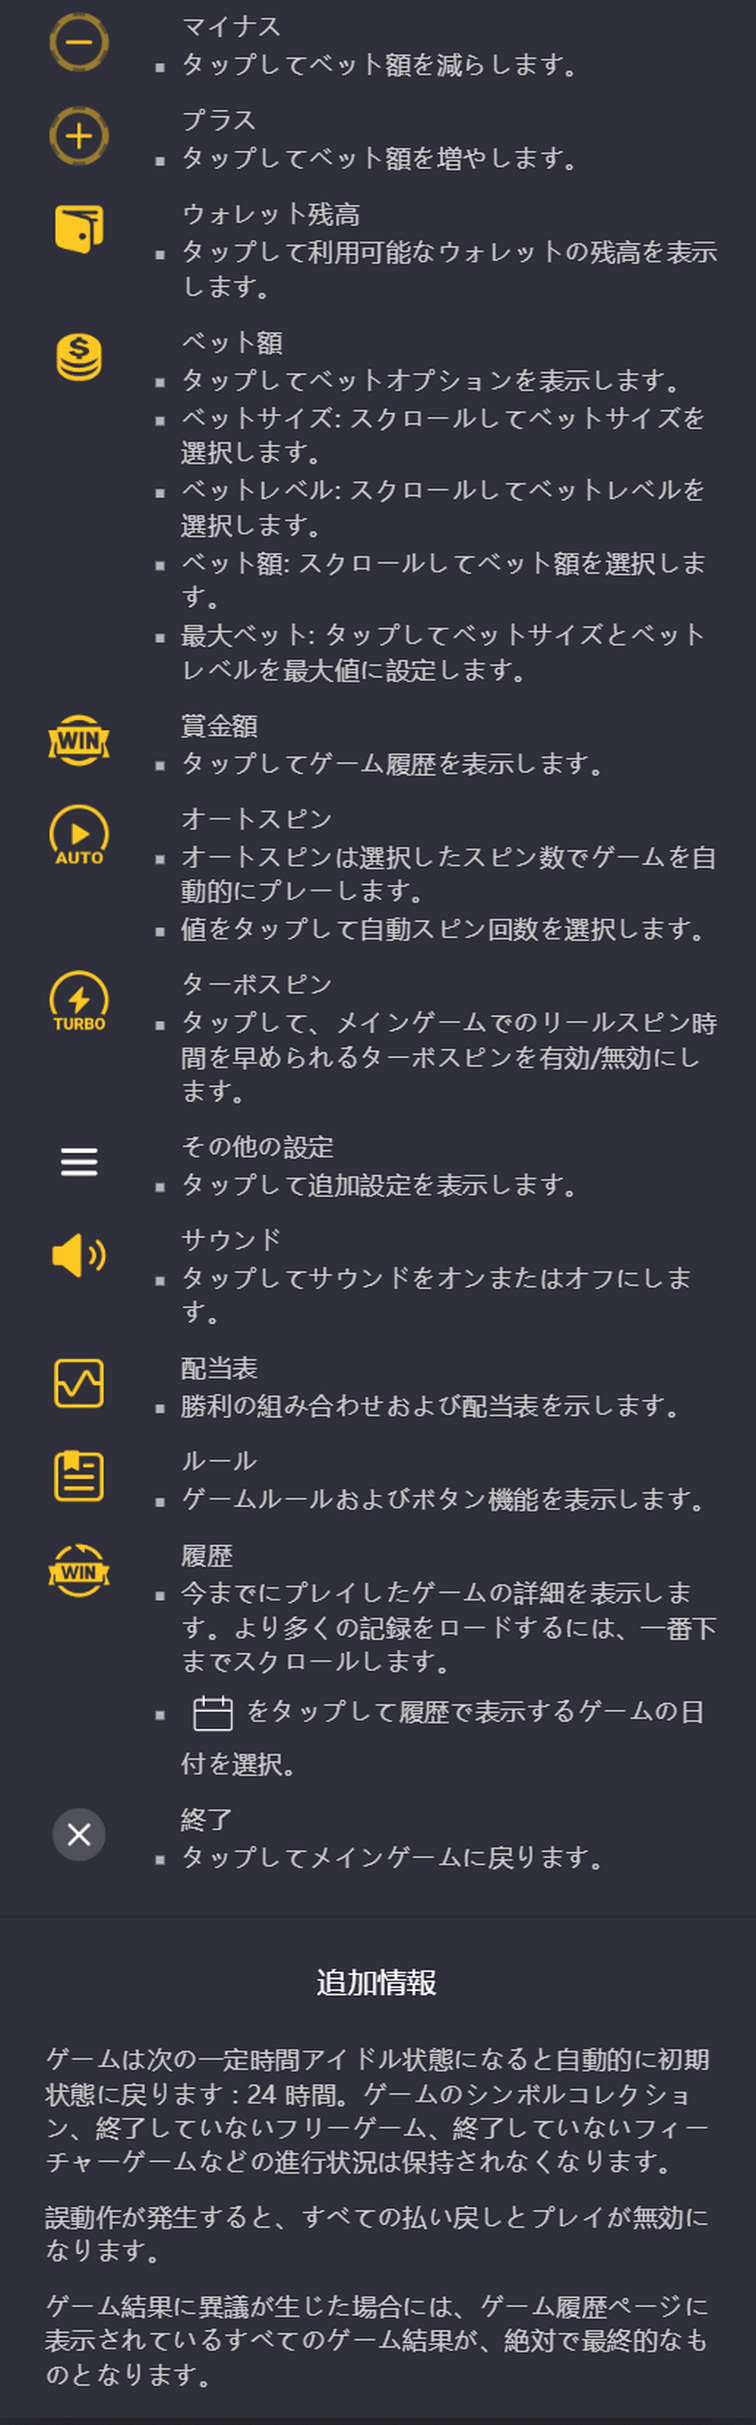 マイナス
▪ タップしてベット額を減らします。
プラス
▪ タップしてベット額を増やします。
ウォレット残高
▪ タップして利用可能なウォレットの残高を表示
します。
$
ベット額
▪ タップしてベットオプションを表示します。
▪ ベットサイズ: スクロールしてベットサイズを
選択します。
▪ ベットレベル: スクロールしてベットレベルを
選択します。
▪ ベット額: スクロールしてベット額を選択しま
す。
▪ 最大ベット: タップしてベットサイズとベット
レベルを最大値に設定します。
WIN
賞金額
▪ タップしてゲーム履歴を表示します。
AUTO
オートスピン
▪ オートスピンは選択したスピン数でゲームを自
動的にプレーします。
▪ 値をタップして自動スピン回数を選択します。
TURBO
ターボスピン
▪ タップして、メインゲームでのリールスピン時
間を早められるターボスピンを有効/無効にし
ます。
その他の設定
▪ タップして追加設定を表示します。
サウンド
▪ タップしてサウンドをオンまたはオフにしま
す。
配当表
▪ 勝利の組み合わせおよび配当表を示します。
ルール
▪ ゲームルールおよびボタン機能を表示します。
WIN
履歴
▪ 今までにプレイしたゲームの詳細を表示しま
す。より多くの記録をロードするには、一番下
までスクロールします。
▪ をタップして履歴で表示するゲームの日
付を選択。
終了
▪ タップしてメインゲームに戻ります。
追加情報
ゲームは次の一定時間アイドル状態になると自動的に初期
状態に戻ります : 24 時間。ゲームのシンボルコレクショ
ン、終了していないフリーゲーム、終了していないフィー
チャーゲームなどの進行状況は保持されなくなります。
誤動作が発生すると、すべての払い戻しとプレイが無効に
なります。
ゲーム結果に異議が生じた場合には、ゲーム履歴ページに
表示されているすべてのゲーム結果が、絶対で最終的なも
のとなります。